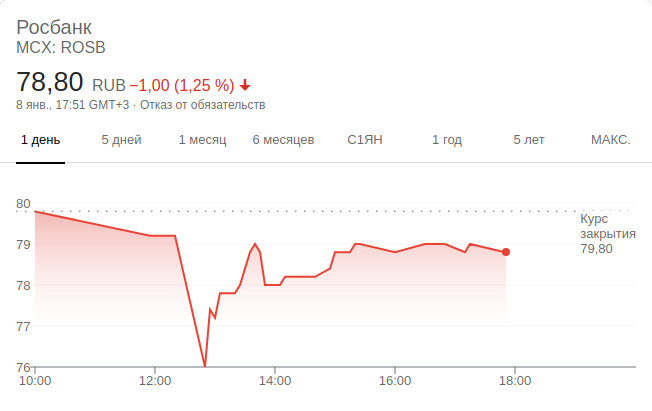 Росбанк
MCX: ROSB
78,80 RUB −1,00 (1,25 %)
8 янв., 17:51 GMT+3 · Отказ от обязательств
1 день 5 дней 1 месяц 6 месяцев С1ЯН 1 год 5 лет МАКС.
80
Курс
закрытия
79,80
79
78
77
76
10:00 12:00 14:00 16:00 18:00